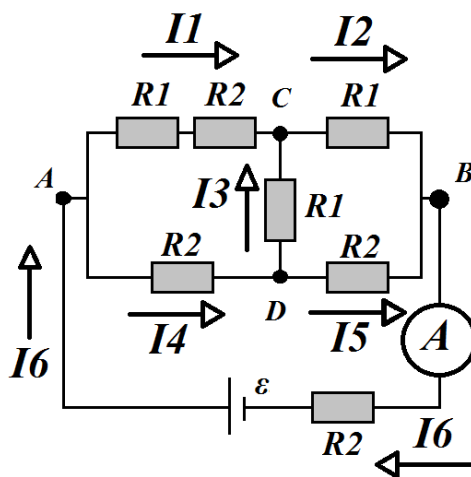 I1 I2
R1 R2 C R1
A B
I3 R1
R2 R2
D
I4 I5 A
I6 ε
R2 I6